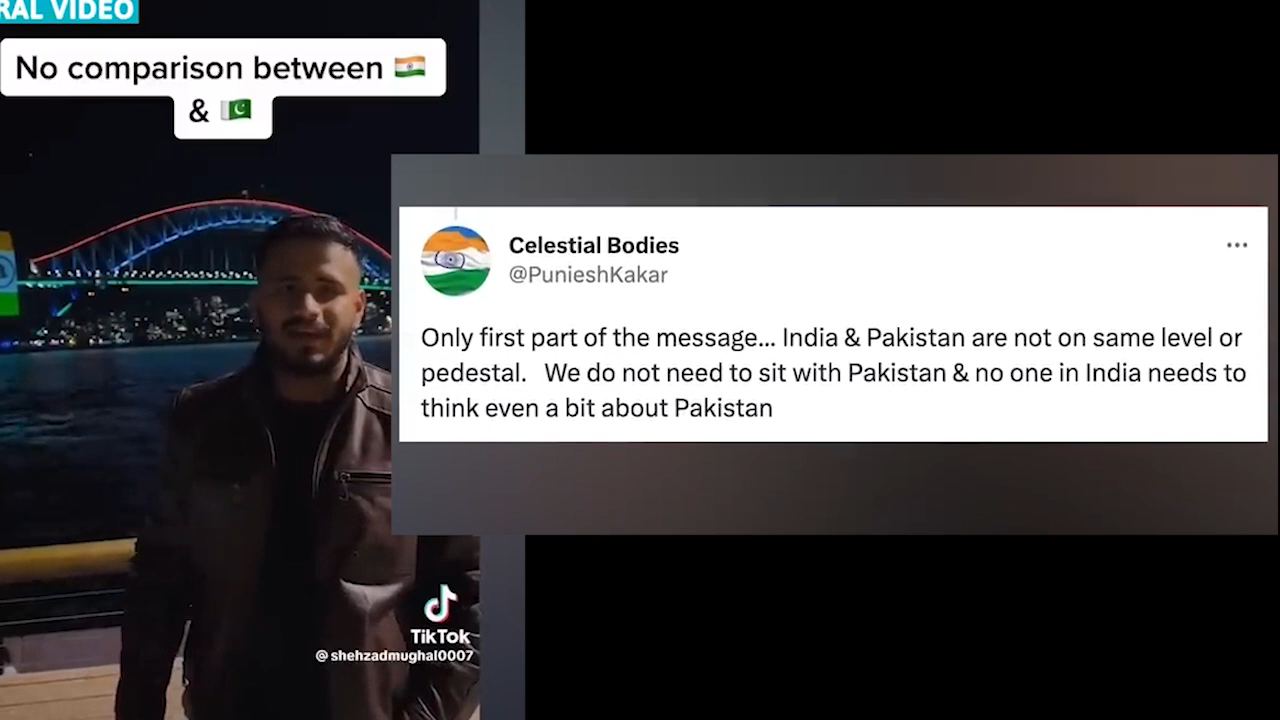 RAL VIDEO
No comparison between 🇮🇳
& 🇵🇰
Celestial Bodies
@PunieshKakar
Only first part of the message... India & Pakistan are not on same level or
pedestal. We do not need to sit with Pakistan & no one in India needs to
think even a bit about Pakistan
TikTok
@shehzadmughal0007